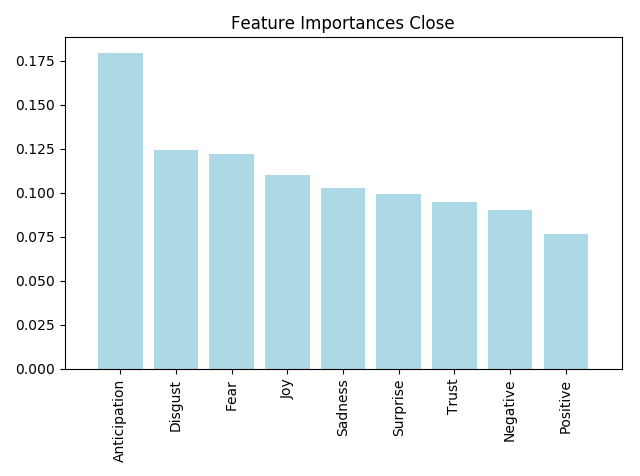 Feature Importances Close
0.175
0.150
0.125
0.100
0.075
0.050
0.025
0.000
Anticipation
Disgust
Fear
Joy
Sadness
Surprise
Trust
Negative
Positive